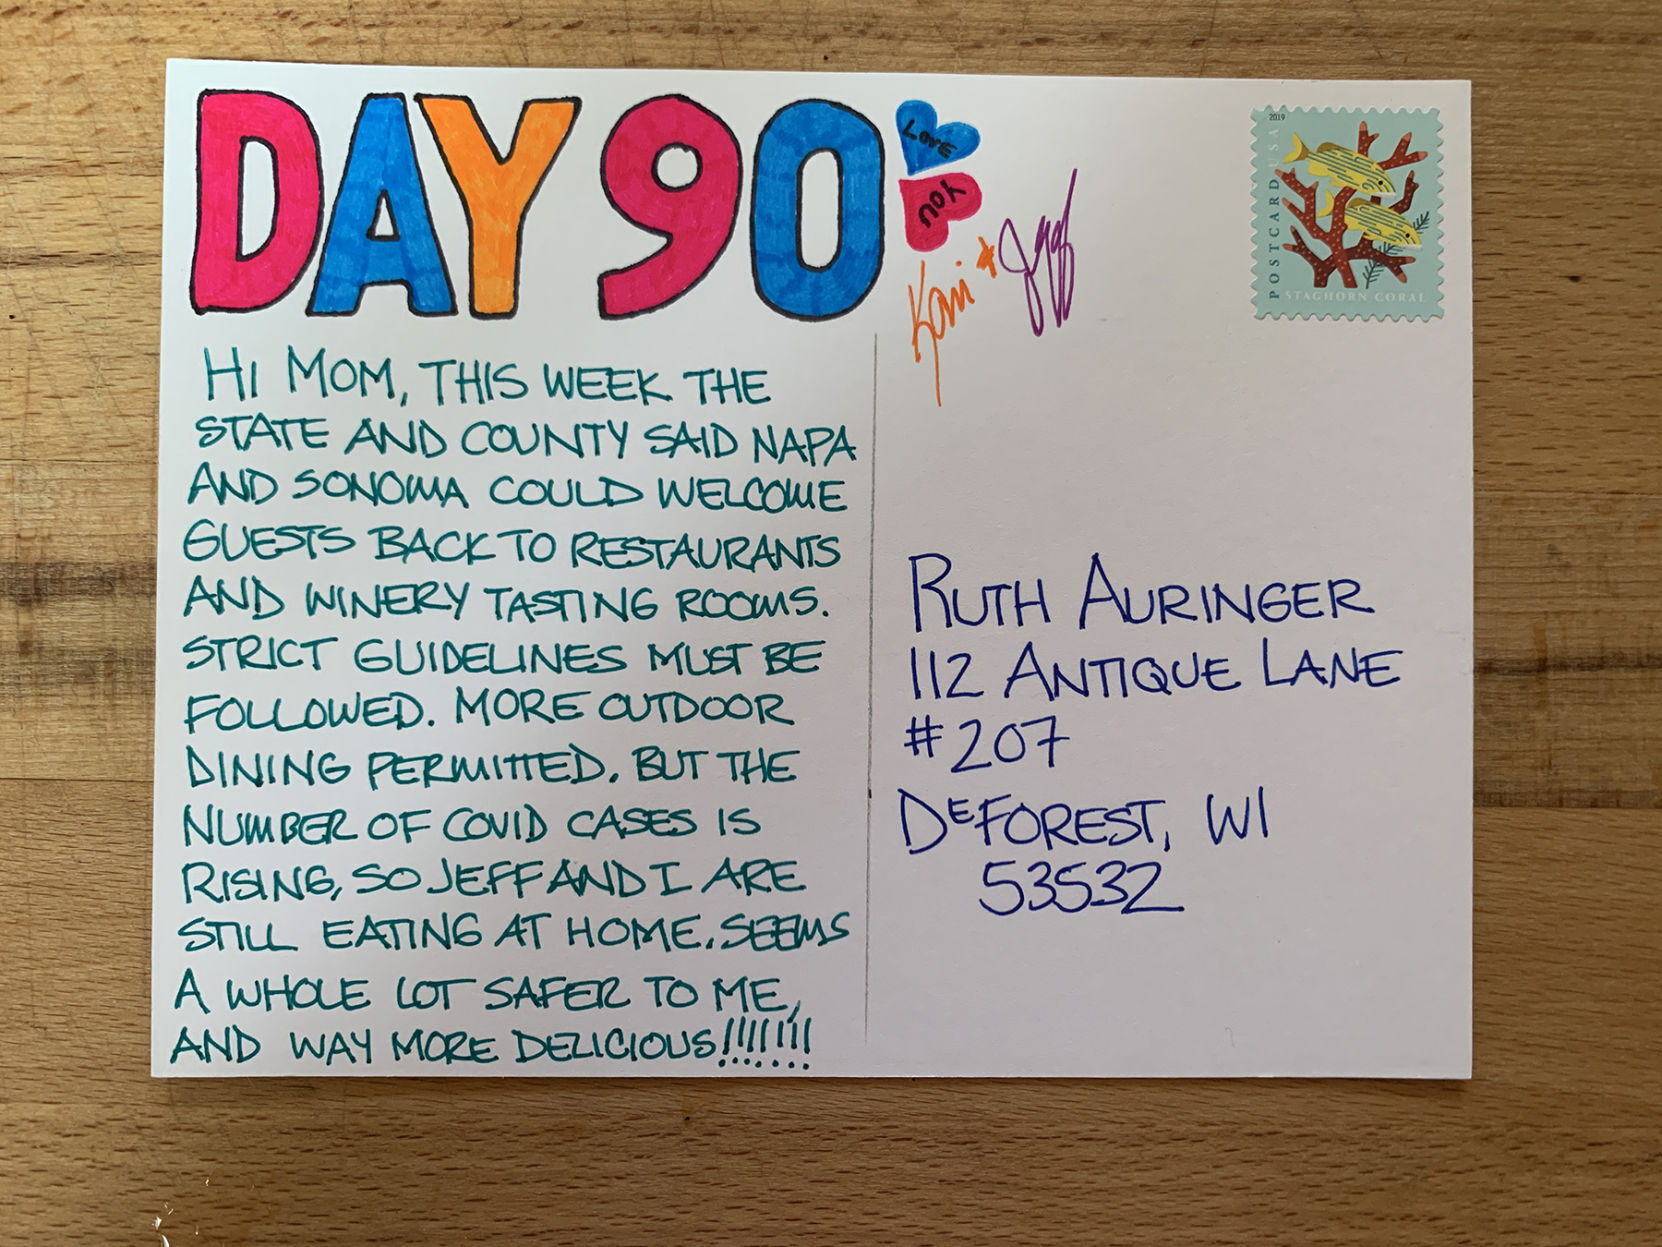 DAY 90
LOVE
YOU
Kari + Jeff
2019
POSTCARD USA
STAGHORN CORAL
HI MOM, THIS WEEK THE
STATE AND COUNTY SAID NAPA
AND SONOMA COULD WELCOME
GUESTS BACK TO RESTAURANTS
AND WINERY TASTING ROOMS.
STRICT GUIDELINES MUST BE
FOLLOWED. MORE OUTDOOR
DINING PERMITTED. BUT THE
NUMBER OF COVID CASES IS
RISING, SO JEFF AND I ARE
STILL EATING AT HOME. SEEMS
A WHOLE LOT SAFER TO ME,
AND WAY MORE DELICIOUS!!!!!!!
RUTH AURINGER
112 ANTIQUE LANE
#207
DEFOREST, WI
53532